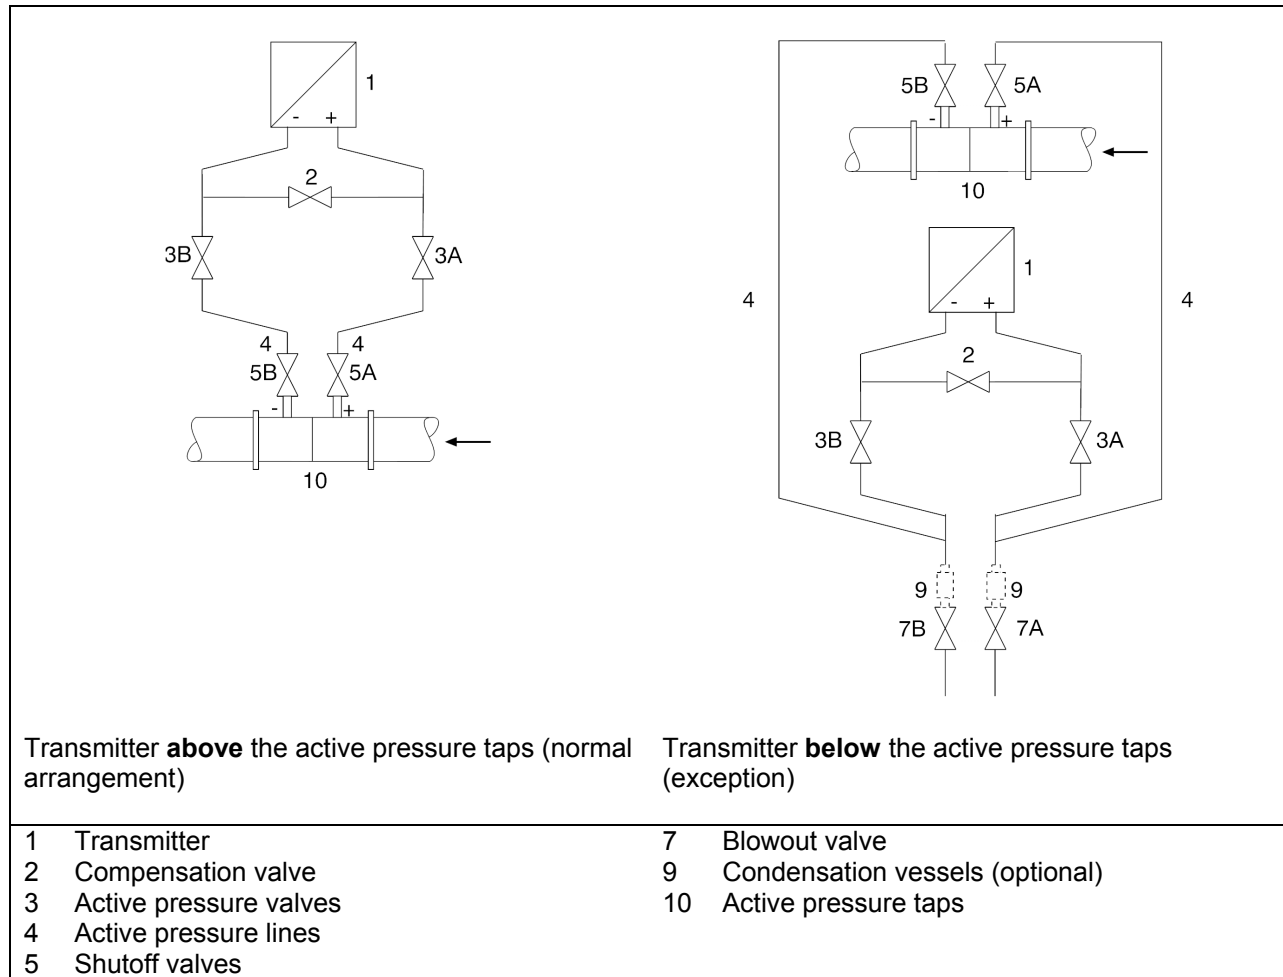 1
- +
2
3B 3A
4 4
5B 5A
- +
10
5B 5A
- +
10
1
4 4
- +
2
3B 3A
9 9
7B 7A
Transmitter above the active pressure taps (normal
arrangement)
Transmitter below the active pressure taps
(exception)
1 Transmitter
2 Compensation valve
3 Active pressure valves
4 Active pressure lines
5 Shutoff valves
7 Blowout valve
9 Condensation vessels (optional)
10 Active pressure taps